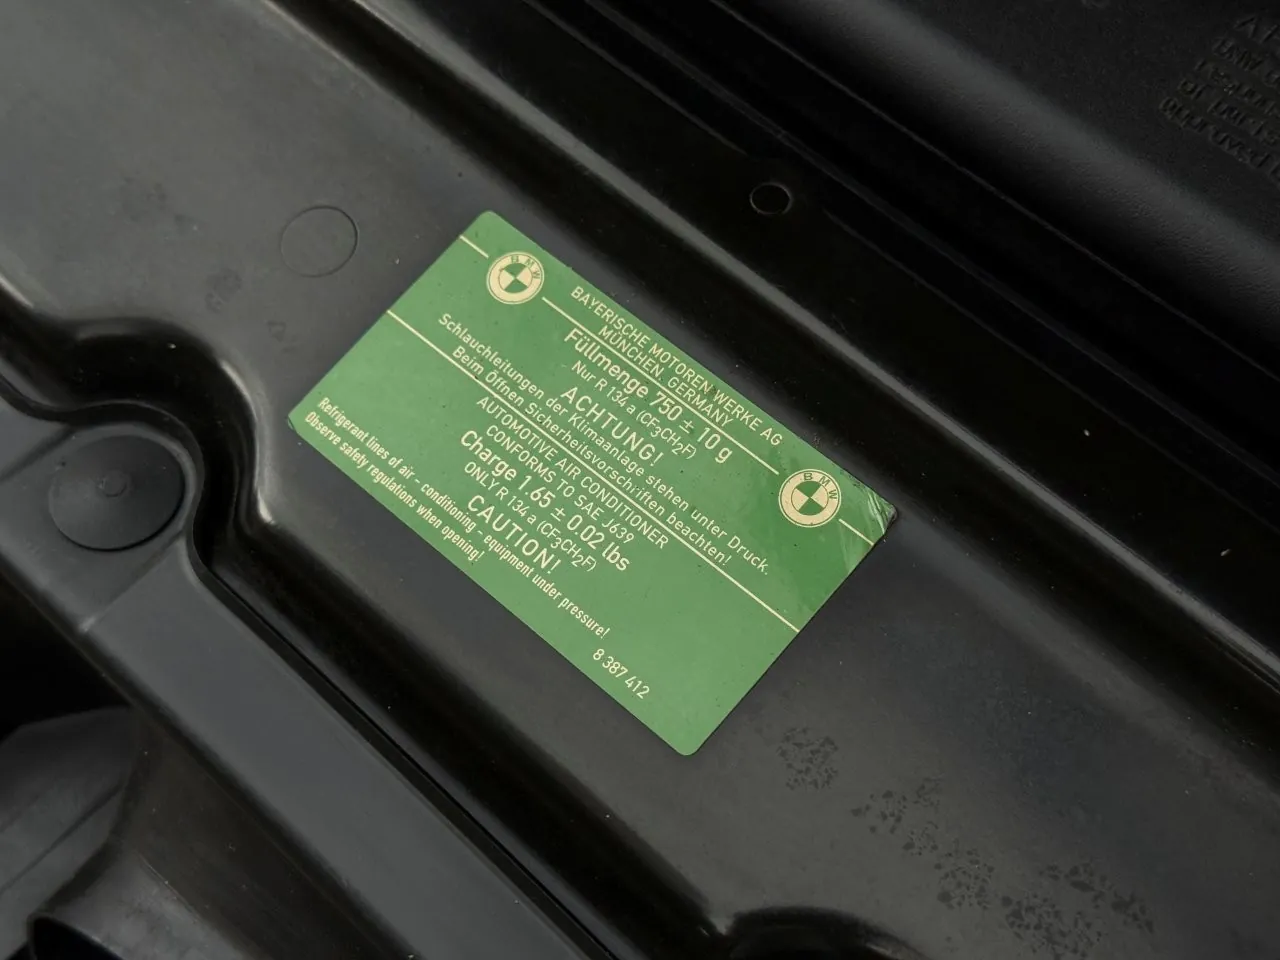 BMW
BAYERISCHE MOTOREN WERKE AG
MÜNCHEN, GERMANY
BMW
Füllmenge 750 ± 10 g
Nur R 134 a (CF3CH2F)
ACHTUNG!
Schlauchleitungen der Klimaanlage stehen unter Druck.
Beim Öffnen Sicherheitsvorschriften beachten!
AUTOMOTIVE AIR CONDITIONER
CONFORMS TO SAE J639
Charge 1.65 ± 0.02 lbs
ONLY R 134 a (CF3CH2F)
CAUTION!
Refrigerant lines of air - conditioning - equipment under pressure!
Observe safety regulations when opening!
8 387 412